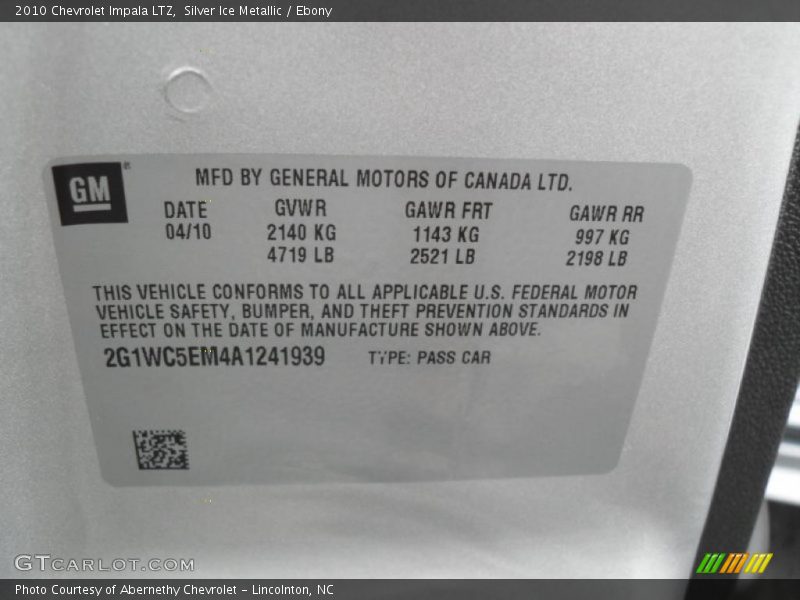 2010 Chevrolet Impala LTZ, Silver Ice Metallic / Ebony
GM®
MFD BY GENERAL MOTORS OF CANADA LTD.
DATE GVWR GAWR FRT GAWR RR
04/10 2140 KG 1143 KG 997 KG
4719 LB 2521 LB 2198 LB
THIS VEHICLE CONFORMS TO ALL APPLICABLE U.S. FEDERAL MOTOR
VEHICLE SAFETY, BUMPER, AND THEFT PREVENTION STANDARDS IN
EFFECT ON THE DATE OF MANUFACTURE SHOWN ABOVE.
2G1WC5EM4A1241939 TYPE: PASS CAR
GTCARLOT.COM
Photo Courtesy of Abernethy Chevrolet - Lincolnton, NC